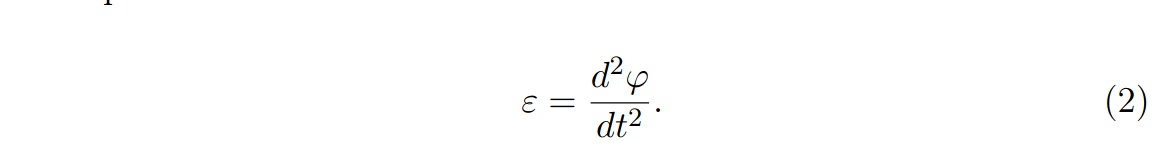 ε = d²φ/dt². (2)